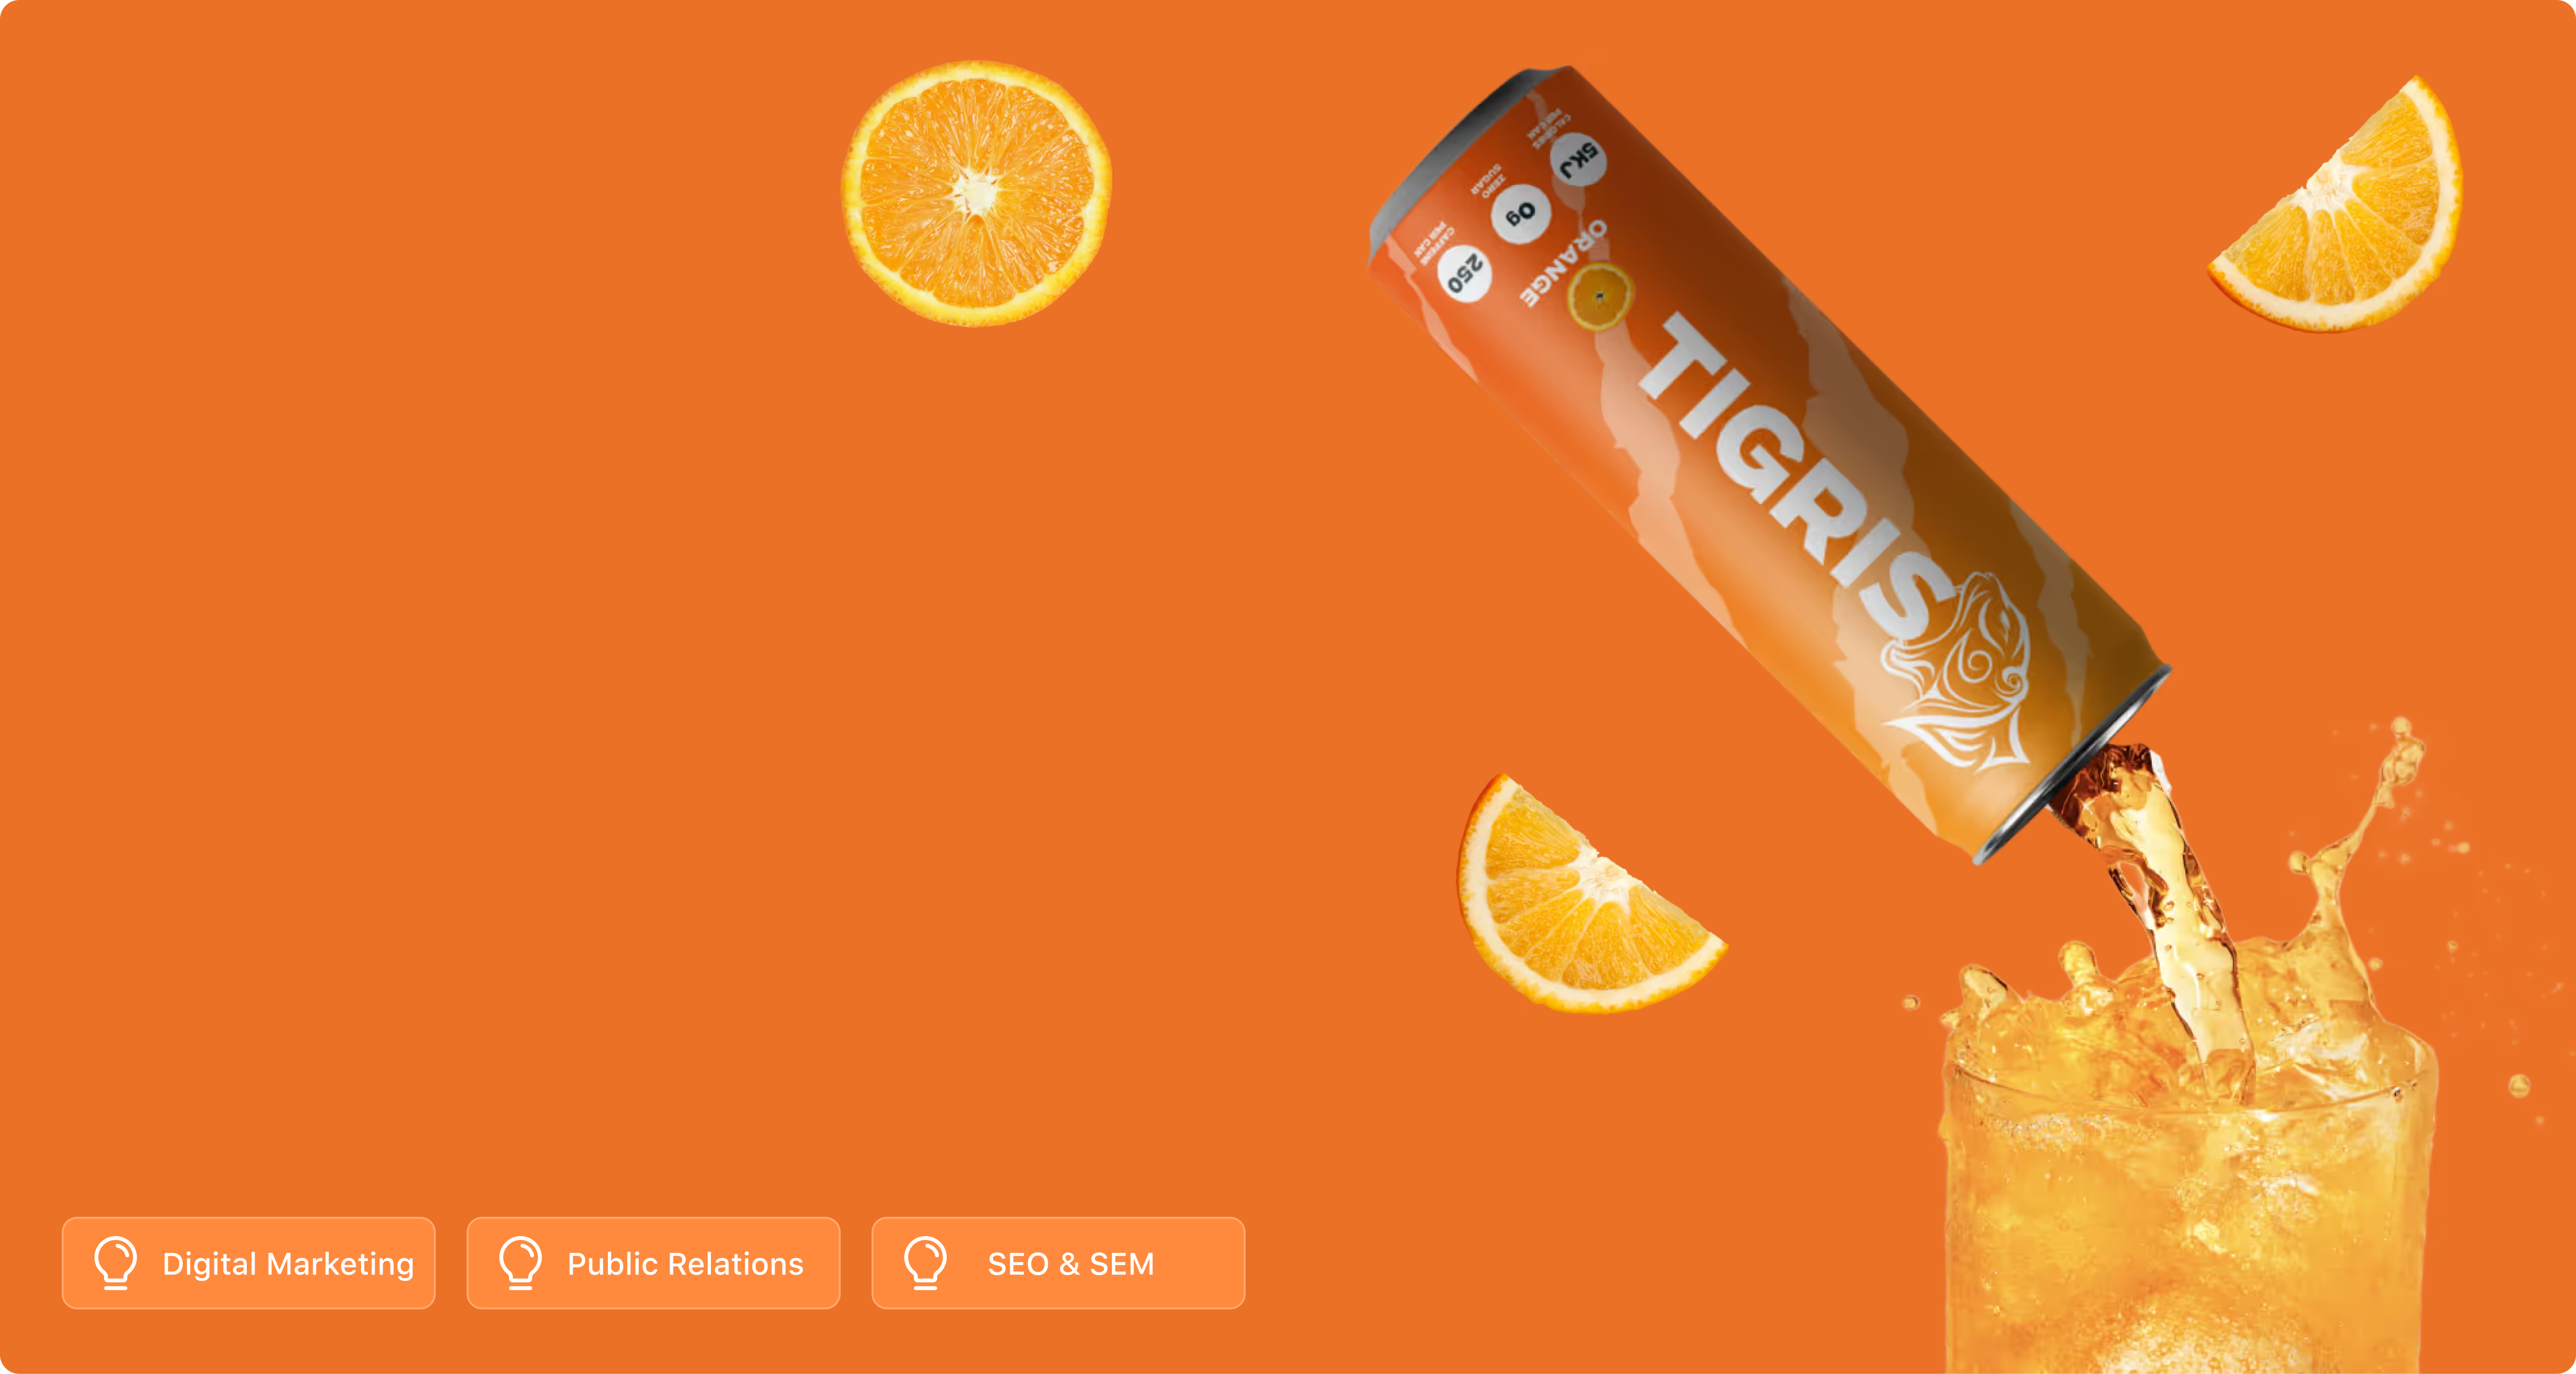 CALORIES
PER CAN
5KJ
ZERO
SUGAR
0g
CAFFEINE
PER CAN
250
ORANGE
TIGRIS
Digital Marketing
Public Relations
SEO & SEM